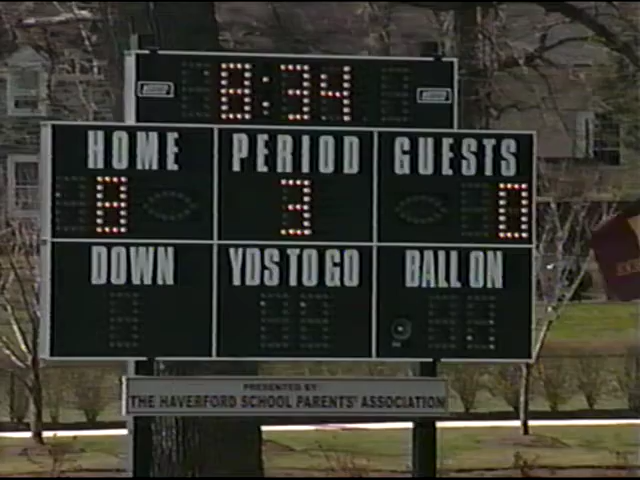 8:34
HOME PERIOD GUESTS
8 3 0
DOWN YDS TO GO BALL ON
PRESENTED BY:
THE HAVERFORD SCHOOL PARENTS' ASSOCIATION